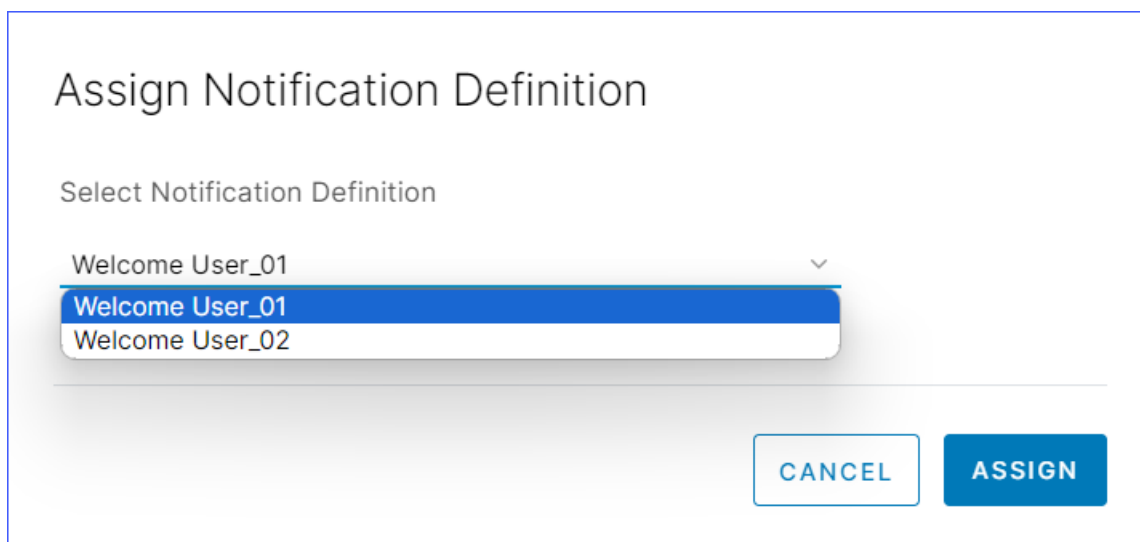 Assign Notification Definition
Select Notification Definition
Welcome User_01
Welcome User_01
Welcome User_02
CANCEL
ASSIGN